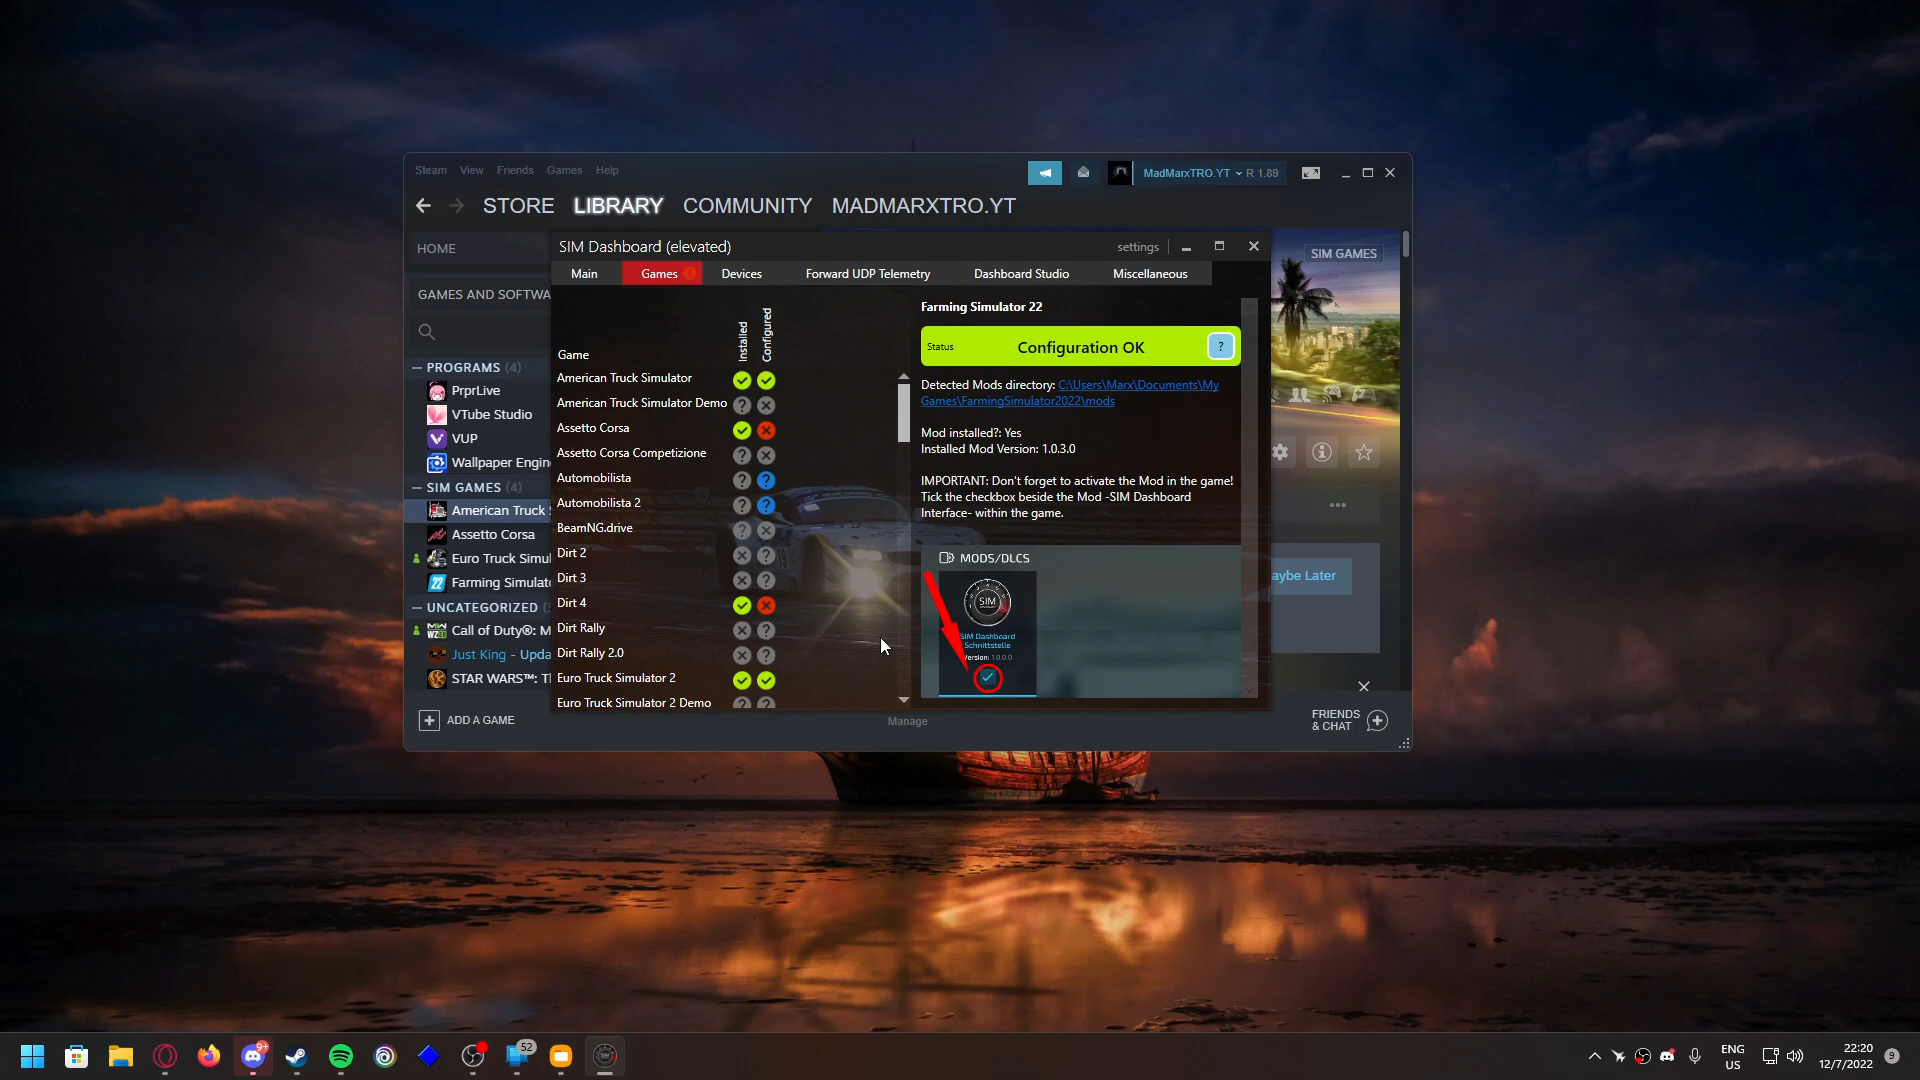 Steam View Friends Games Help
MadMarxTRO.YT R 1.89
STORE LIBRARY COMMUNITY MADMARXTRO.YT
HOME
GAMES AND SOFTWA
PROGRAMS (4)
PrprLive
VTube Studio
VUP
Wallpaper Engin
SIM GAMES (4)
American Truck S
Assetto Corsa
Euro Truck Simul
Farming Simulato
UNCATEGORIZED
Call of Duty®: M
Just King - Upda
STAR WARS™: T
ADD A GAME
SIM Dashboard (elevated)
settings
Main Games Devices Forward UDP Telemetry Dashboard Studio Miscellaneous
Game Installed Configured
American Truck Simulator
American Truck Simulator Demo
Assetto Corsa
Assetto Corsa Competizione
Automobilista
Automobilista 2
BeamNG.drive
Dirt 2
Dirt 3
Dirt 4
Dirt Rally
Dirt Rally 2.0
Euro Truck Simulator 2
Euro Truck Simulator 2 Demo
Farming Simulator 22
Status Configuration OK ?
Detected Mods directory: C:\Users\Marx\Documents\My
Games\FarmingSimulator2022\mods
Mod installed?: Yes
Installed Mod Version: 1.0.3.0
IMPORTANT: Don't forget to activate the Mod in the game!
Tick the checkbox beside the Mod -SIM Dashboard
Interface- within the game.
MODS/DLCS
SIM
SIM Dashboard
Schnittstelle
Version: 1.0.0.0
SIM GAMES
aybe Later
Manage
FRIENDS
& CHAT
9+
52
ENG
US
22:20
12/7/2022
9